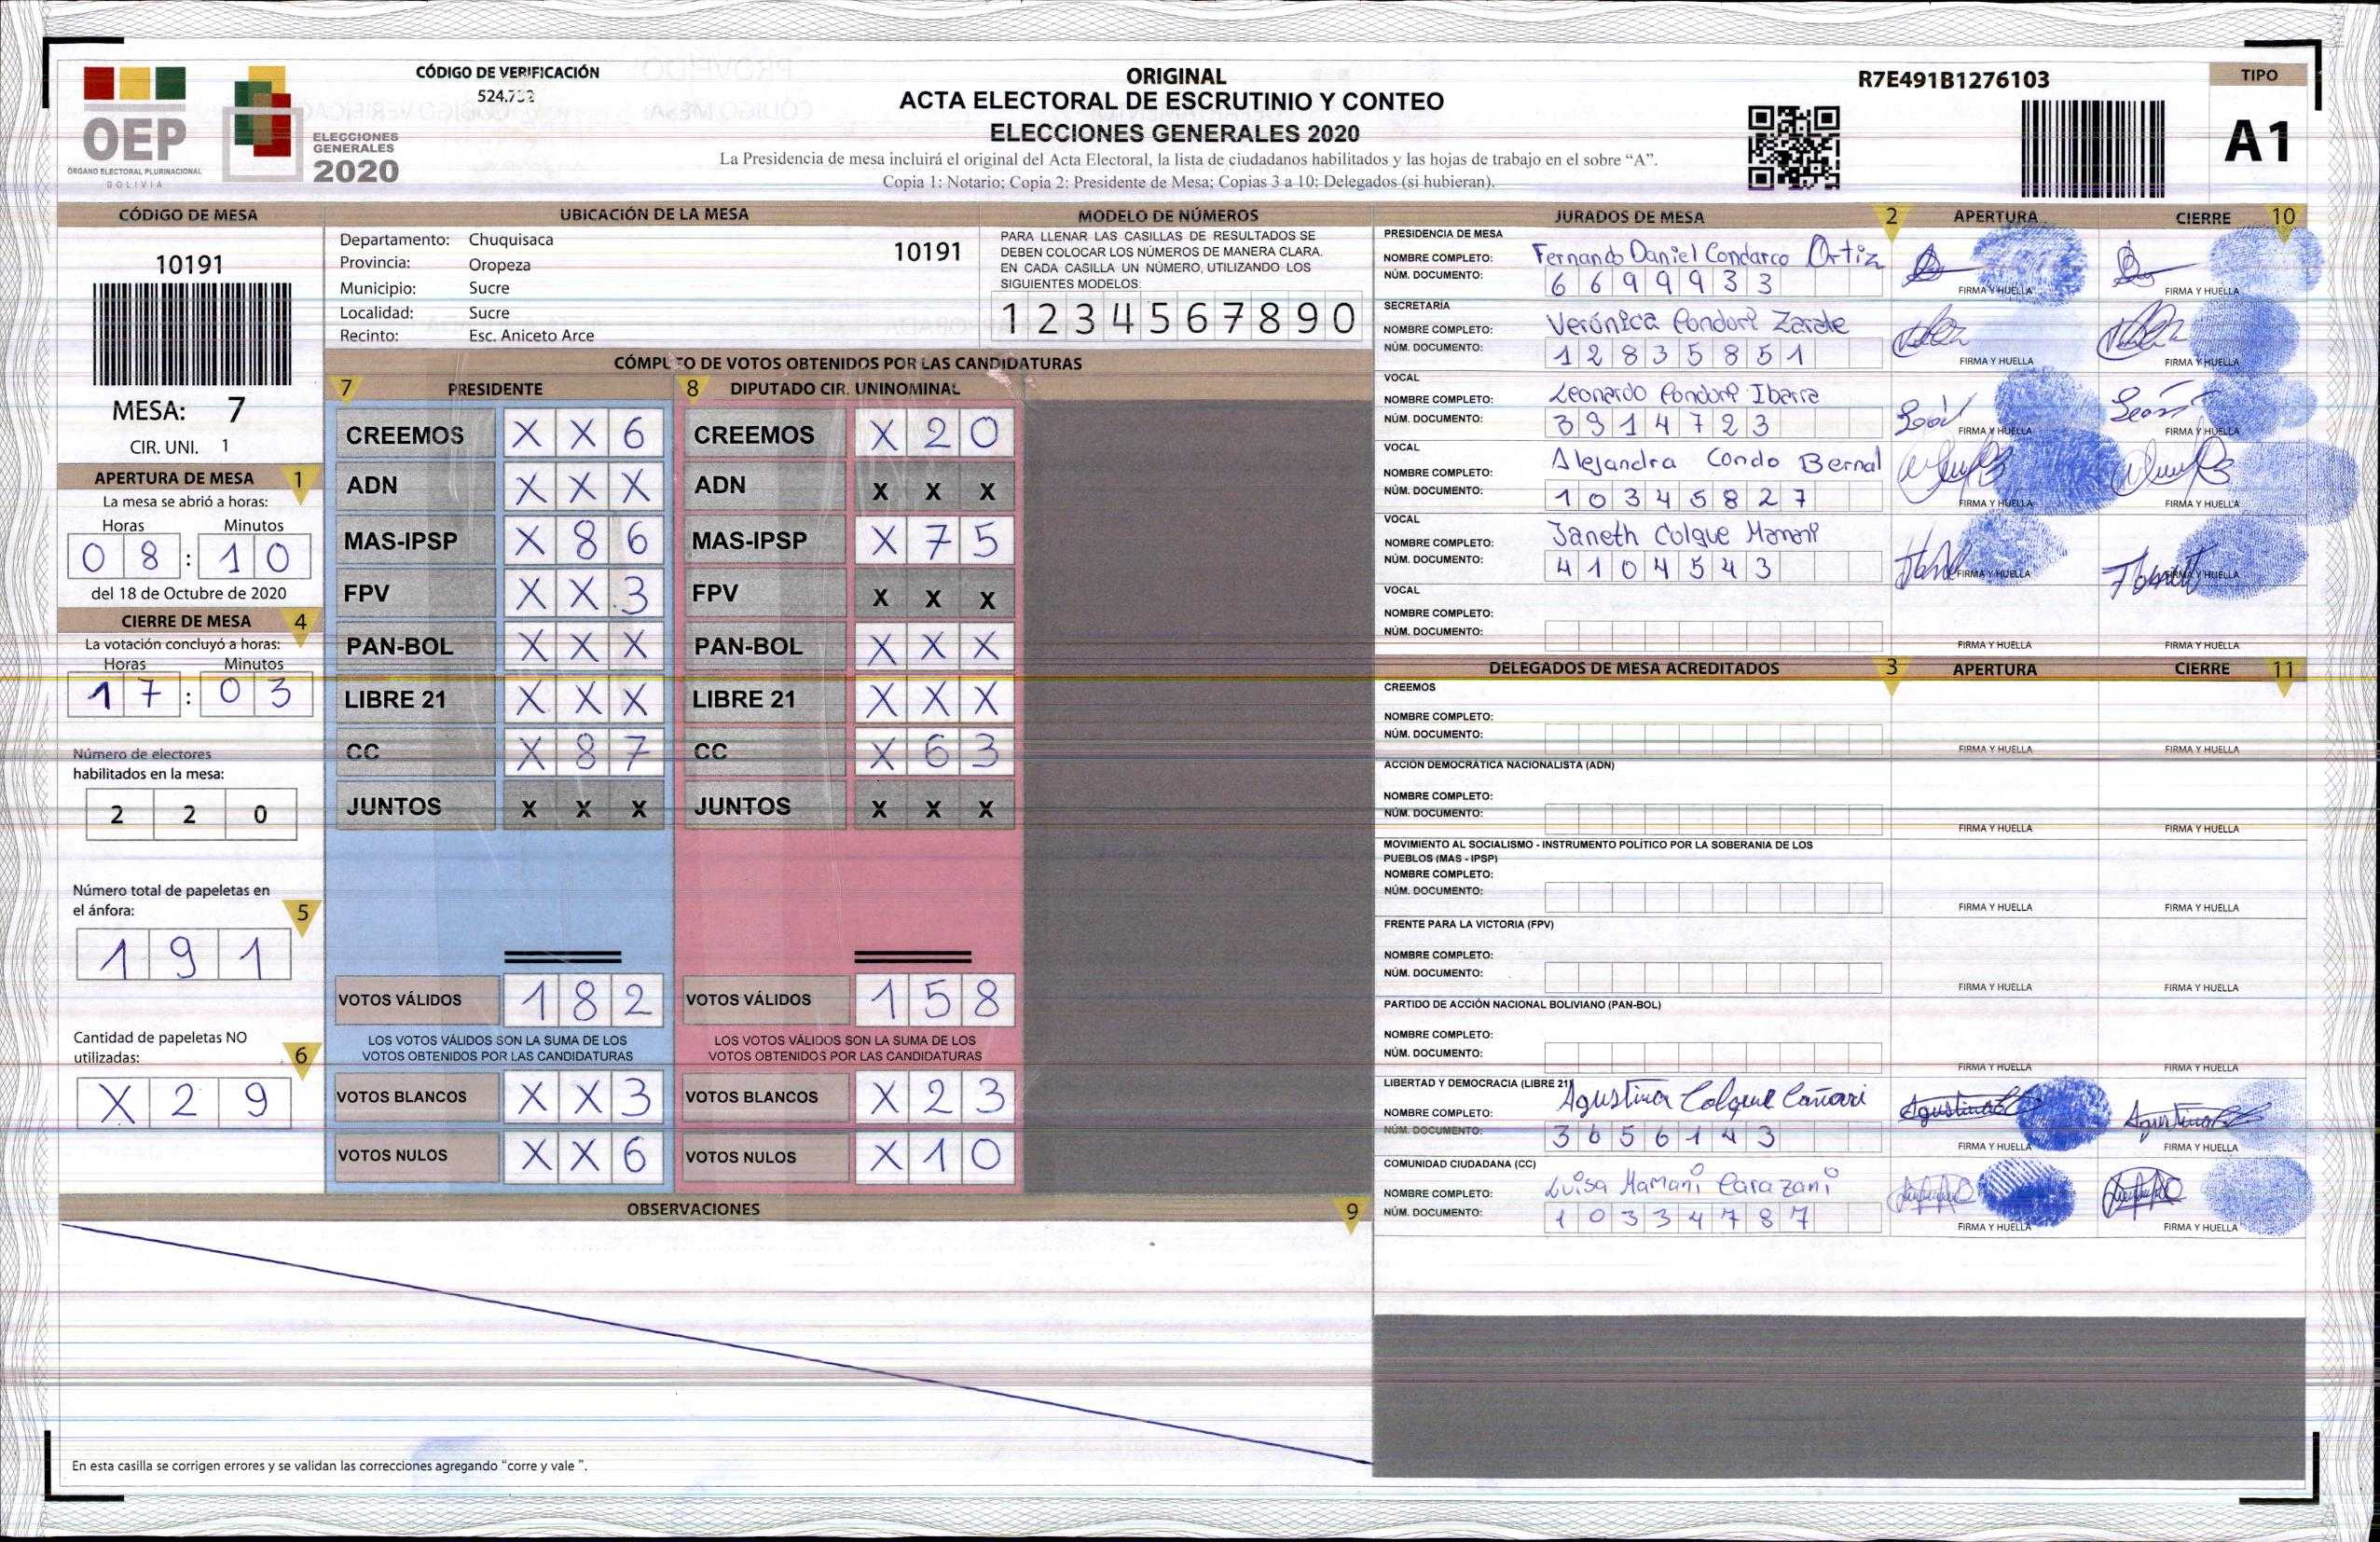 CÓDIGO DE VERIFICACIÓN
ORIGINAL
ACTA ELECTORAL DE ESCRUTINIO Y CONTEO
ELECCIONES GENERALES 2020
La Presidencia de mesa incluirá el original del Acta Electoral, la lista de ciudadanos habilitados y las hojas de trabajo en el sobre “A”.
Copia 1: Notario; Copia 2: Presidente de Mesa; Copias 3 a 10: Delegados (si hubieran).
R7E491B1276103
TIPO
A1
OEP
ÓRGANO ELECTORAL PLURINACIONAL
BOLIVIA
ELECCIONES
GENERALES
2020
CÓDIGO DE MESA
10191
MESA: 7
CIR. UNI. 1
APERTURA DE MESA 1
La mesa se abrió a horas:
Horas Minutos
0 8 : 1 0
del 18 de Octubre de 2020
CIERRE DE MESA 4
La votación concluyó a horas:
Horas Minutos
1 7 : 0 3
Número de electores
habilitados en la mesa:
2 2 0
Número total de papeletas en
el ánfora: 5
1 9 1
Cantidad de papeletas NO
utilizadas: 6
X 2 9
UBICACIÓN DE LA MESA
Departamento: Chuquisaca 10191
Provincia: Oropeza
Municipio: Sucre
Localidad: Sucre
Recinto: Esc. Aniceto Arce
MODELO DE NÚMEROS
PARA LLENAR LAS CASILLAS DE RESULTADOS SE
DEBEN COLOCAR LOS NÚMEROS DE MANERA CLARA.
EN CADA CASILLA UN NÚMERO, UTILIZANDO LOS
SIGUIENTES MODELOS:
1 2 3 4 5 6 7 8 9 0
CÓMPUTO DE VOTOS OBTENIDOS POR LAS CANDIDATURAS
7 PRESIDENTE 8 DIPUTADO CIR. UNINOMINAL
CREEMOS X X 6 CREEMOS X 2 0
ADN X X X ADN X X X
MAS-IPSP X 8 6 MAS-IPSP X 7 5
FPV X X 3 FPV X X X
PAN-BOL X X X PAN-BOL X X X
LIBRE 21 X X X LIBRE 21 X X X
CC X 8 7 CC X 6 3
JUNTOS X X X JUNTOS X X X
VOTOS VÁLIDOS 1 8 2 VOTOS VÁLIDOS 1 5 8
LOS VOTOS VÁLIDOS SON LA SUMA DE LOS LOS VOTOS VÁLIDOS SON LA SUMA DE LOS
VOTOS OBTENIDOS POR LAS CANDIDATURAS VOTOS OBTENIDOS POR LAS CANDIDATURAS
VOTOS BLANCOS X X 3 VOTOS BLANCOS X 2 3
VOTOS NULOS X X 6 VOTOS NULOS X 1 0
OBSERVACIONES 9
En esta casilla se corrigen errores y se validan las correcciones agregando “corre y vale ”.
JURADOS DE MESA 2 APERTURA CIERRE 10
PRESIDENCIA DE MESA
NOMBRE COMPLETO: Fernando Daniel Condarco Ortiz
NÚM. DOCUMENTO: 6 6 9 9 9 3 3
FIRMA Y HUELLA FIRMA Y HUELLA
SECRETARÍA
NOMBRE COMPLETO: Verónica Condori Zarate
NÚM. DOCUMENTO: 1 2 8 3 5 8 5 1
FIRMA Y HUELLA FIRMA Y HUELLA
VOCAL
NOMBRE COMPLETO: Leonardo Condori Ibarra
NÚM. DOCUMENTO: 3 9 1 4 7 2 3
FIRMA Y HUELLA FIRMA Y HUELLA
VOCAL
NOMBRE COMPLETO: Alejandra Condo Bernal
NÚM. DOCUMENTO: 1 0 3 4 5 8 2 7
FIRMA Y HUELLA FIRMA Y HUELLA
VOCAL
NOMBRE COMPLETO: Janeth Colque Mamani
NÚM. DOCUMENTO: 4 1 0 4 5 4 3
FIRMA Y HUELLA FIRMA Y HUELLA
VOCAL
NOMBRE COMPLETO:
NÚM. DOCUMENTO:
FIRMA Y HUELLA FIRMA Y HUELLA
DELEGADOS DE MESA ACREDITADOS 3 APERTURA CIERRE 11
CREEMOS
NOMBRE COMPLETO:
NÚM. DOCUMENTO:
FIRMA Y HUELLA FIRMA Y HUELLA
ACCIÓN DEMOCRÁTICA NACIONALISTA (ADN)
NOMBRE COMPLETO:
NÚM. DOCUMENTO:
FIRMA Y HUELLA FIRMA Y HUELLA
MOVIMIENTO AL SOCIALISMO - INSTRUMENTO POLÍTICO POR LA SOBERANIA DE LOS
PUEBLOS (MAS - IPSP)
NOMBRE COMPLETO:
NÚM. DOCUMENTO:
FIRMA Y HUELLA FIRMA Y HUELLA
FRENTE PARA LA VICTORIA (FPV)
NOMBRE COMPLETO:
NÚM. DOCUMENTO:
FIRMA Y HUELLA FIRMA Y HUELLA
PARTIDO DE ACCIÓN NACIONAL BOLIVIANO (PAN-BOL)
NOMBRE COMPLETO:
NÚM. DOCUMENTO:
FIRMA Y HUELLA FIRMA Y HUELLA
LIBERTAD Y DEMOCRACIA (LIBRE 21)
NOMBRE COMPLETO: Agustina Colque Cañari
NÚM. DOCUMENTO: 3 6 5 6 1 4 3
FIRMA Y HUELLA FIRMA Y HUELLA
COMUNIDAD CIUDADANA (CC)
NOMBRE COMPLETO: Luisa Mamani Carazani
NÚM. DOCUMENTO: 1 0 3 3 4 7 8 7
FIRMA Y HUELLA FIRMA Y HUELLA